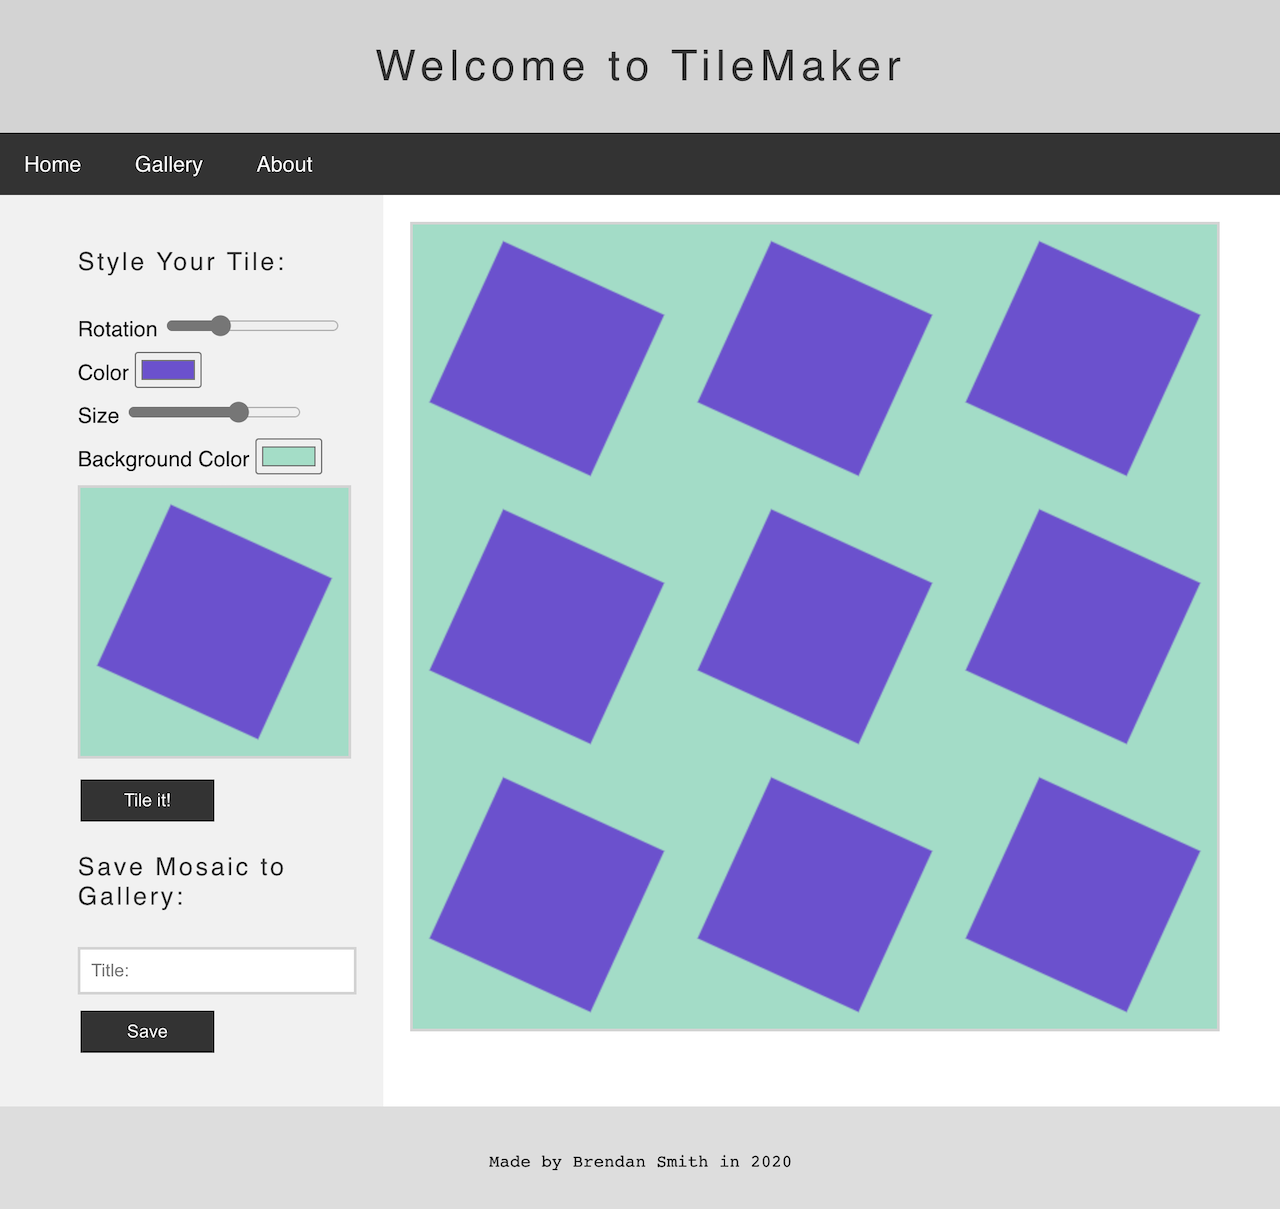 Welcome to TileMaker
Home Gallery About
Style Your Tile:
Rotation
Color
Size
Background Color
Tile it!
Save Mosaic to
Gallery:
Title:
Save
Made by Brendan Smith in 2020